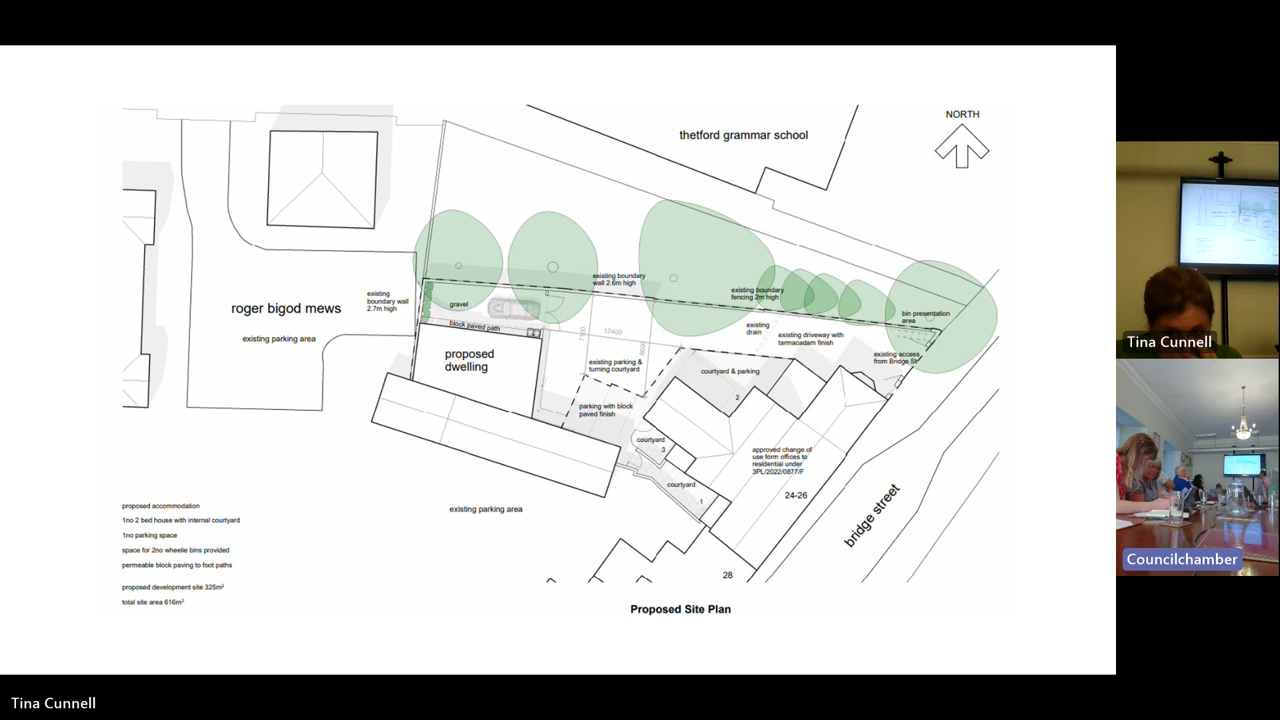 NORTH
thetford grammar school
existing boundary
wall 2.6m high
existing boundary
fencing 2m high
existing
boundary wall
2.7m high
roger bigod mews
existing parking area
gravel
block paved path
bin presentation
area
existing
drain
existing driveway with
tarmacadam finish
existing access
from Bridge St
12400
proposed
dwelling
existing parking &
turning courtyard
courtyard & parking
2
parking with block
paved finish
courtyard
3
courtyard
1
approved change of
use form offices to
residential under
3PL/2022/0877/F
24-26
bridge street
28
existing parking area
proposed accommodation
1no 2 bed house with internal courtyard
1no parking space
space for 2no wheelie bins provided
permeable block paving to foot paths
proposed development site 325m²
total site area 616m²
Proposed Site Plan
Tina Cunnell
Councilchamber
Tina Cunnell